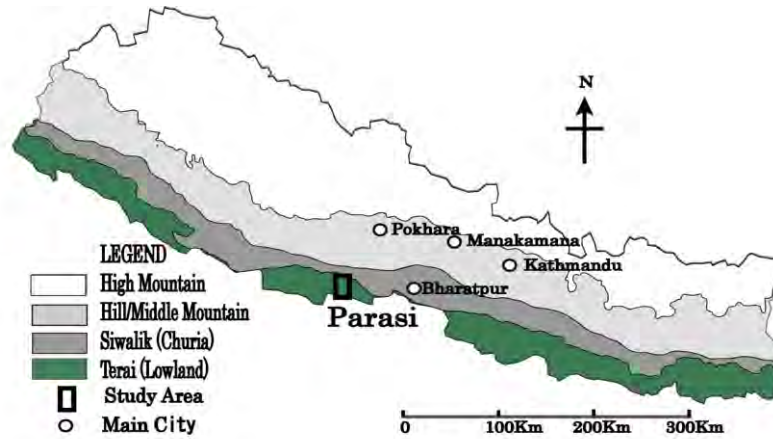 N
Pokhara
Manakamana
Kathmandu
Bharatpur
Parasi
LEGEND
High Mountain
Hill/Middle Mountain
Siwalik (Churia)
Terai (Lowland)
Study Area
Main City
0 100Km 200Km 300Km